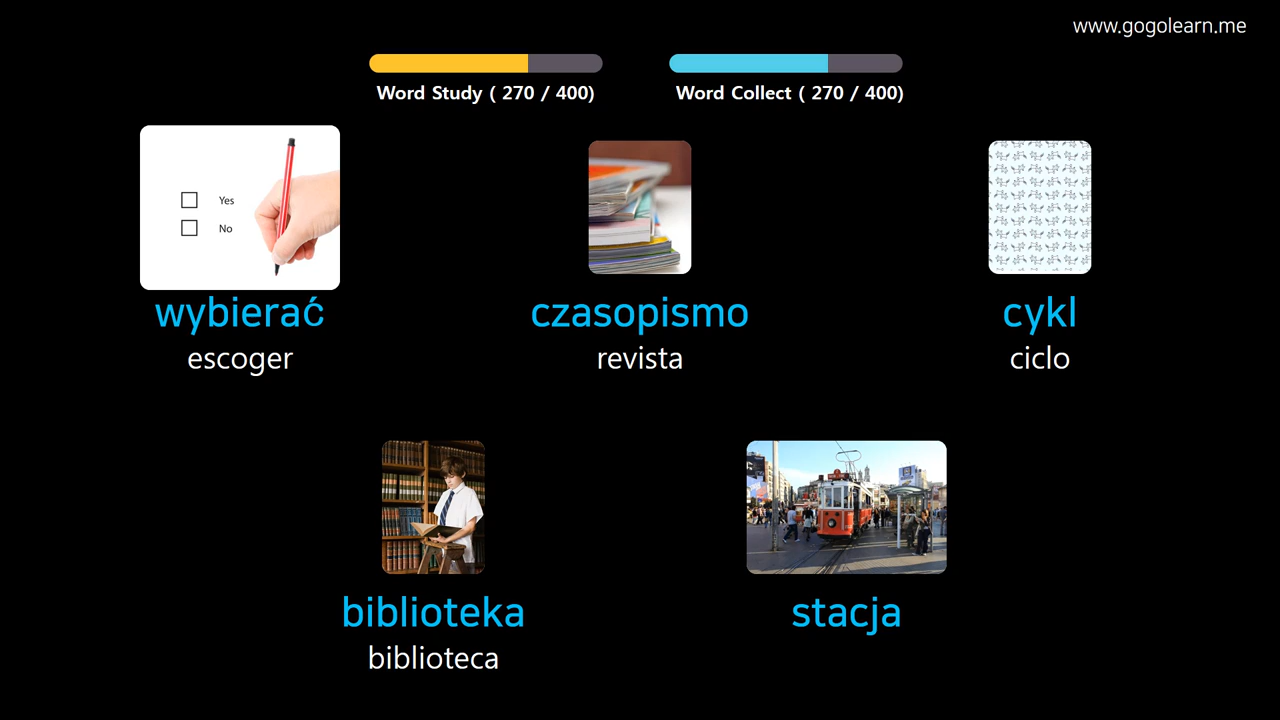 www.gogolearn.me
Word Study ( 270 / 400)
Word Collect ( 270 / 400)
Yes
No
wybierać
escoger
czasopismo
revista
cykl
ciclo
biblioteka
biblioteca
stacja